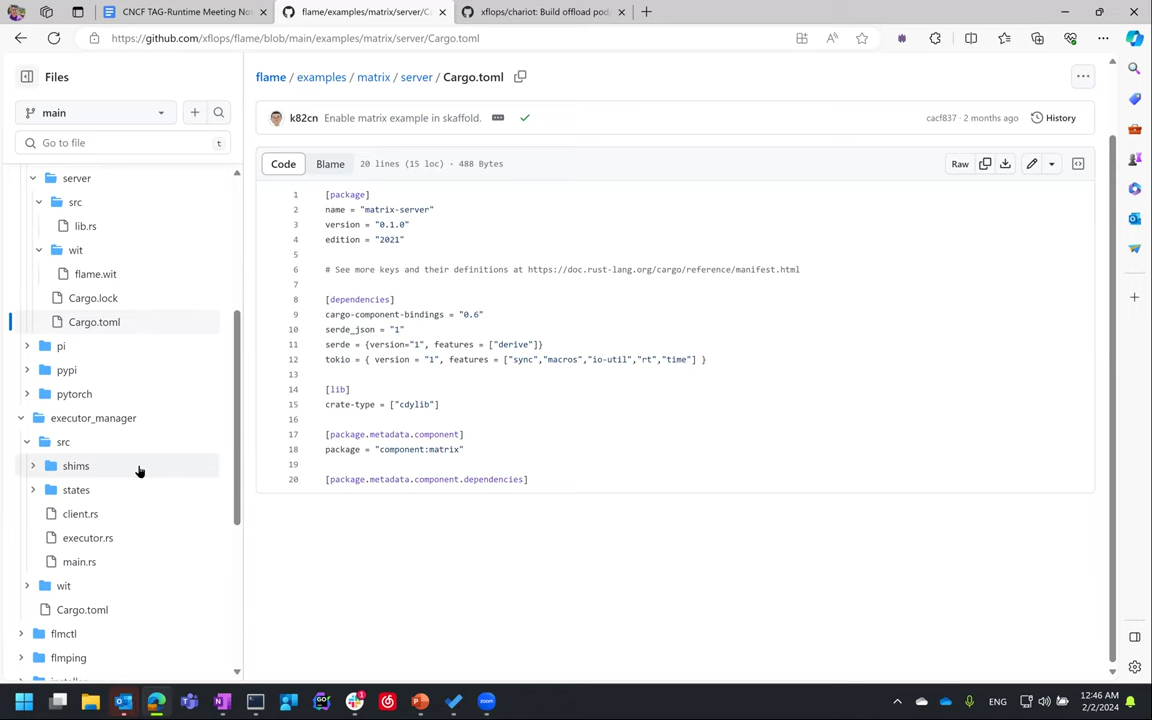 CNCF TAG-Runtime Meeting Not
flame/examples/matrix/server/C
xflops/chariot: Build offload pod
https://github.com/xflops/flame/blob/main/examples/matrix/server/Cargo.toml
Files
main
Go to file
t
server
src
lib.rs
wit
flame.wit
Cargo.lock
Cargo.toml
pi
pypi
pytorch
executor_manager
src
shims
states
client.rs
executor.rs
main.rs
wit
Cargo.toml
flmctl
flmping
flame / examples / matrix / server / Cargo.toml
k82cn Enable matrix example in skaffold.
cacf837 · 2 months ago
History
Code
Blame
20 lines (15 loc) · 488 Bytes
Raw
1 [package]
2 name = "matrix-server"
3 version = "0.1.0"
4 edition = "2021"
5
6 # See more keys and their definitions at https://doc.rust-lang.org/cargo/reference/manifest.html
7
8 [dependencies]
9 cargo-component-bindings = "0.6"
10 serde_json = "1"
11 serde = {version="1", features = ["derive"]}
12 tokio = { version = "1", features = ["sync","macros","io-util","rt","time"] }
13
14 [lib]
15 crate-type = ["cdylib"]
16
17 [package.metadata.component]
18 package = "component:matrix"
19
20 [package.metadata.component.dependencies]
ENG
12:46 AM
2/2/2024